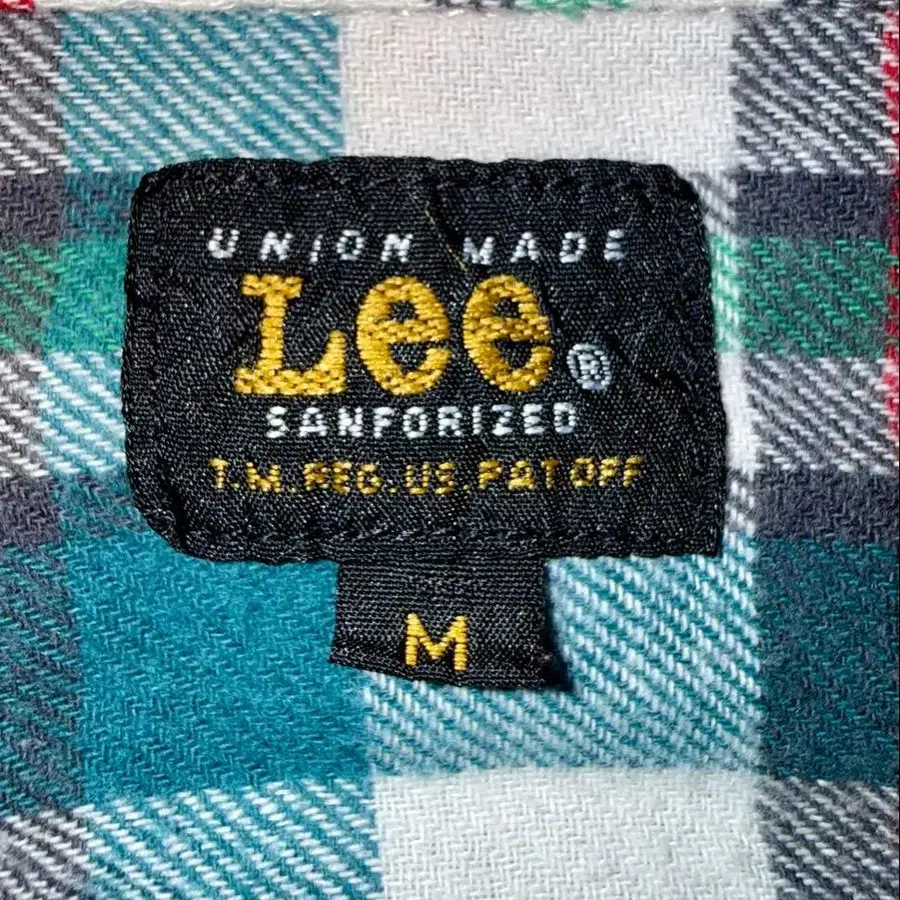 UNION MADE
Lee®
SANFORIZED
T.M.REG.US.PAT OFF
M